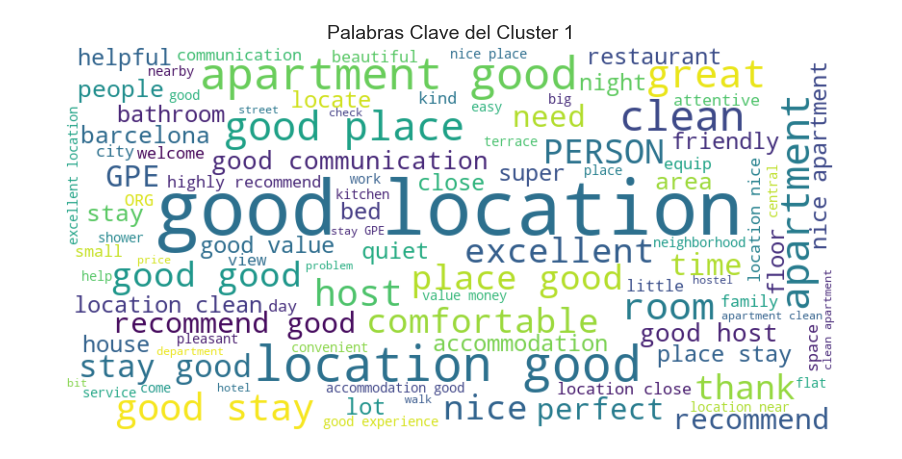 Palabras Clave del Cluster 1
helpful
communication
beautiful
nice place
restaurant
nearby
apartment good
night
great
people
good
locate
kind
easy
big
attentive
bathroom
street
check
need
clean
barcelona
good place
terrace
PERSON
friendly
city
welcome
good communication
super
place
equip
GPE
highly recommend
work
close
area
kitchen
ORG
stay
bed
stay GPE
good location
excellent location
shower
good value
quiet
excellent
neighborhood
small
view
time
price
help
good good
problem
host
place good
little
hostel
floor
location nice
central
apartment
nice apartment
location clean
day
value money
room
family
recommend good
comfortable
apartment clean
house
pleasant
accommodation
good host
space
clean apartment
department
convenient
stay good
location good
place stay
bit
service
come
hotel
accommodation good
walk
location close
thank
flat
good stay
lot
good experience
nice
perfect
location near
recommend